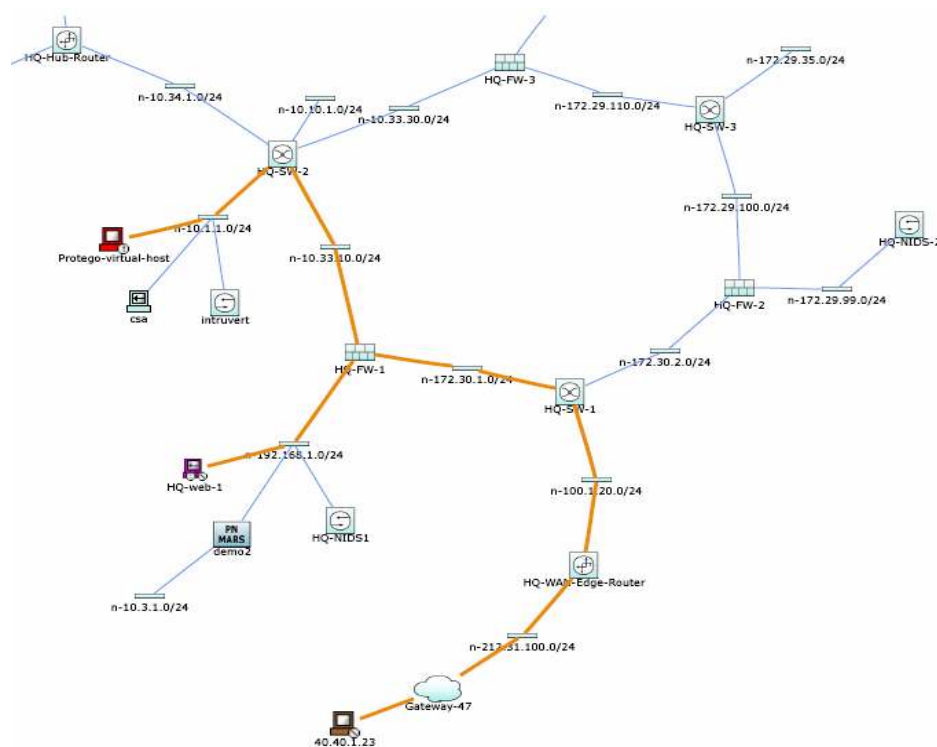 HQ-Hub-Router
n-10.34.1.0/24
n-10.10.1.0/24
n-10.33.30.0/24
HQ-FW-3
n-172.29.35.0/24
n-172.29.110.0/24
HQ-SW-3
HQ-SW-2
n-172.29.100.0/24
n-10.1.1.0/24
HQ-NIDS-2
Protego-virtual-host
n-10.33.10.0/24
HQ-FW-2
n-172.29.99.0/24
csa
intruvert
n-172.30.2.0/24
HQ-FW-1
n-172.30.1.0/24
HQ-SW-1
n-192.168.1.0/24
HQ-web-1
n-100.1.20.0/24
PN
MARS
demo2
HQ-NIDS1
HQ-WAN-Edge-Router
n-10.3.1.0/24
n-217.31.100.0/24
Gateway-47
40.40.1.23